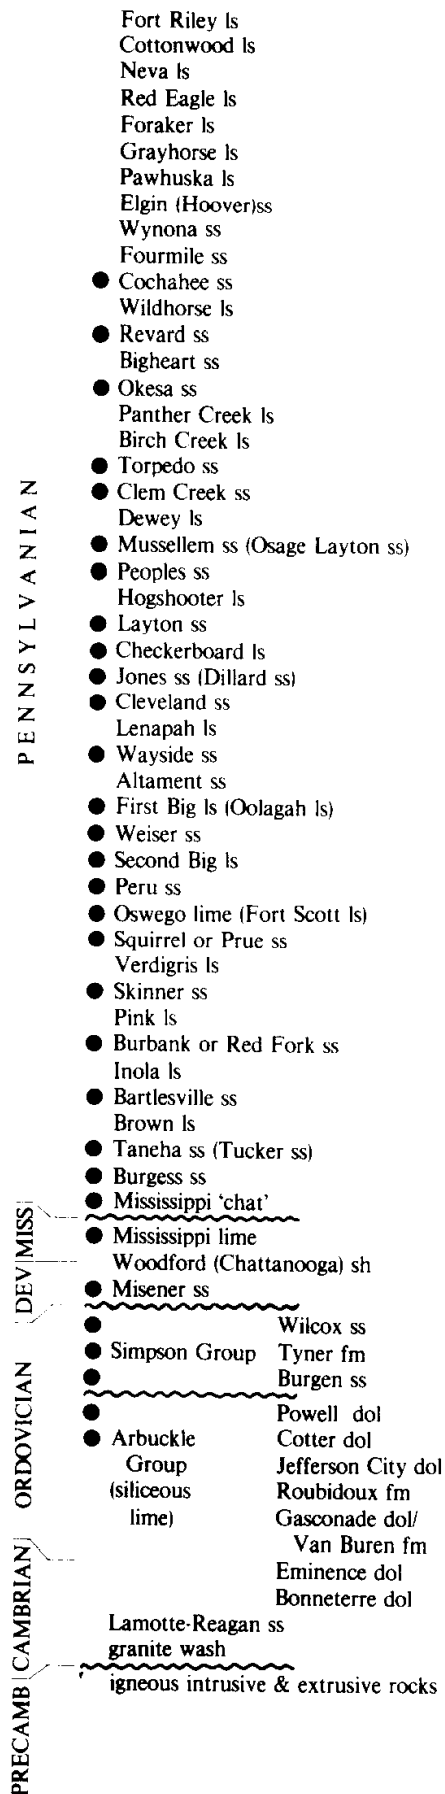 Fort Riley ls
Cottonwood ls
Neva ls
Red Eagle ls
Foraker ls
Grayhorse ls
Pawhuska ls
Elgin (Hoover)ss
Wynona ss
Fourmile ss
● Cochahee ss
Wildhorse ls
● Revard ss
Bigheart ss
● Okesa ss
Panther Creek ls
Birch Creek ls
● Torpedo ss
● Clem Creek ss
Dewey ls
● Mussellem ss (Osage Layton ss)
● Peoples ss
Hogshooter ls
● Layton ss
● Checkerboard ls
● Jones ss (Dillard ss)
● Cleveland ss
Lenapah ls
● Wayside ss
Altament ss
● First Big ls (Oolagah ls)
● Weiser ss
● Second Big ls
● Peru ss
● Oswego lime (Fort Scott ls)
● Squirrel or Prue ss
Verdigris ls
● Skinner ss
Pink ls
● Burbank or Red Fork ss
Inola ls
● Bartlesville ss
Brown ls
● Taneha ss (Tucker ss)
● Burgess ss
● Mississippi 'chat'
PENNSYLVANIAN
● Mississippi lime
Woodford (Chattanooga) sh
● Misener ss
MISS
DEV
● Wilcox ss
● Simpson Group Tyner fm
● Burgen ss
● Powell dol
● Arbuckle Cotter dol
Group Jefferson City dol
(siliceous Roubidoux fm
lime) Gasconade dol/
Van Buren fm
Eminence dol
Bonneterre dol
ORDOVICIAN
Lamotte-Reagan ss
granite wash
CAMBRIAN
igneous intrusive & extrusive rocks
PRECAMB